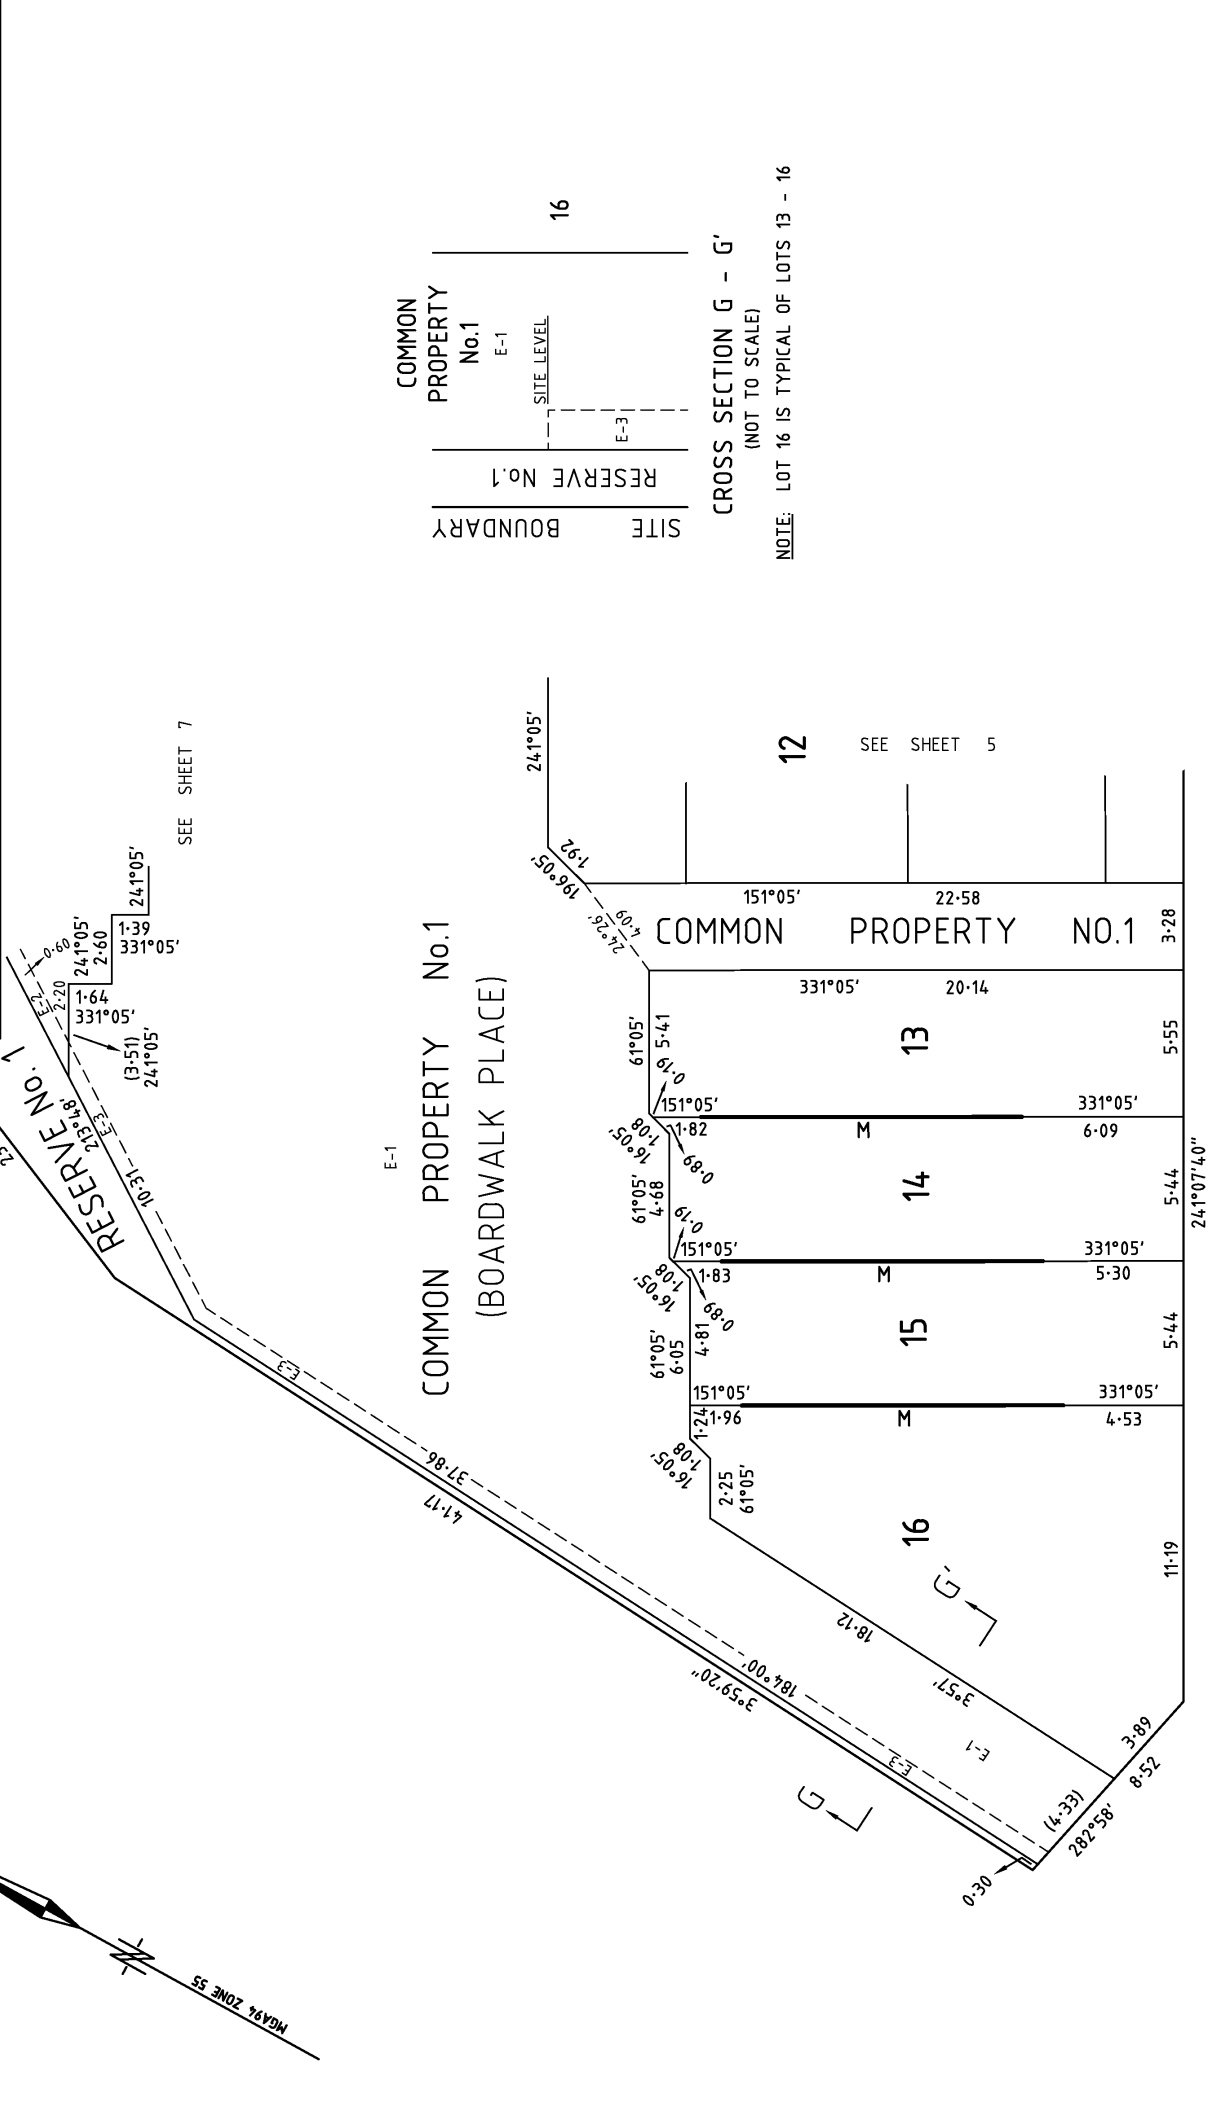 COMMON
PROPERTY
No.1
E-1
16
SITE LEVEL
E-3
RESERVE No.1
SITE BOUNDARY
CROSS SECTION G - G'
(NOT TO SCALE)
NOTE: LOT 16 IS TYPICAL OF LOTS 13 - 16
RESERVE No. 1
213°48'
E-2
E-3
0·60
2·20
241°05'
2·60
1·64
331°05'
1·39
331°05'
241°05'
(3·51)
241°05'
10·31
SEE SHEET 7
E-1
COMMON PROPERTY No.1
(BOARDWALK PLACE)
E-3
37·86
41·17
184°00'
3°59'20"
E-3
E-1
G
G'
0·30
(4·33)
282°58'
8·52
3·89
18·12
3°57'
241°05'
196°05'
1·92
24°26'
4·09
12
SEE SHEET 5
151°05'
22·58
COMMON PROPERTY NO.1
3·28
331°05'
20·14
61°05'
5·41
13
5·55
0·19
151°05'
331°05'
16°05'
1·08
1·82
M
6·09
0·89
61°05'
4·68
14
5·44
241°07'40"
0·19
151°05'
331°05'
16°05'
1·08
1·83
M
5·30
0·89
61°05'
6·05
4·81
15
5·44
151°05'
331°05'
1·24
1·96
M
4·53
16°05'
1·08
2·25
61°05'
16
11·19
MGA94 ZONE 55